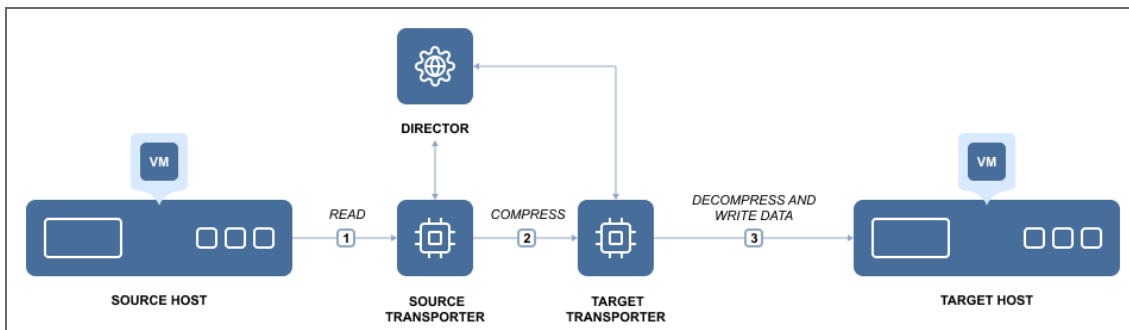 DIRECTOR
VM
VM
READ
1
COMPRESS
2
DECOMPRESS AND
WRITE DATA
3
SOURCE HOST
SOURCE
TRANSPORTER
TARGET
TRANSPORTER
TARGET HOST